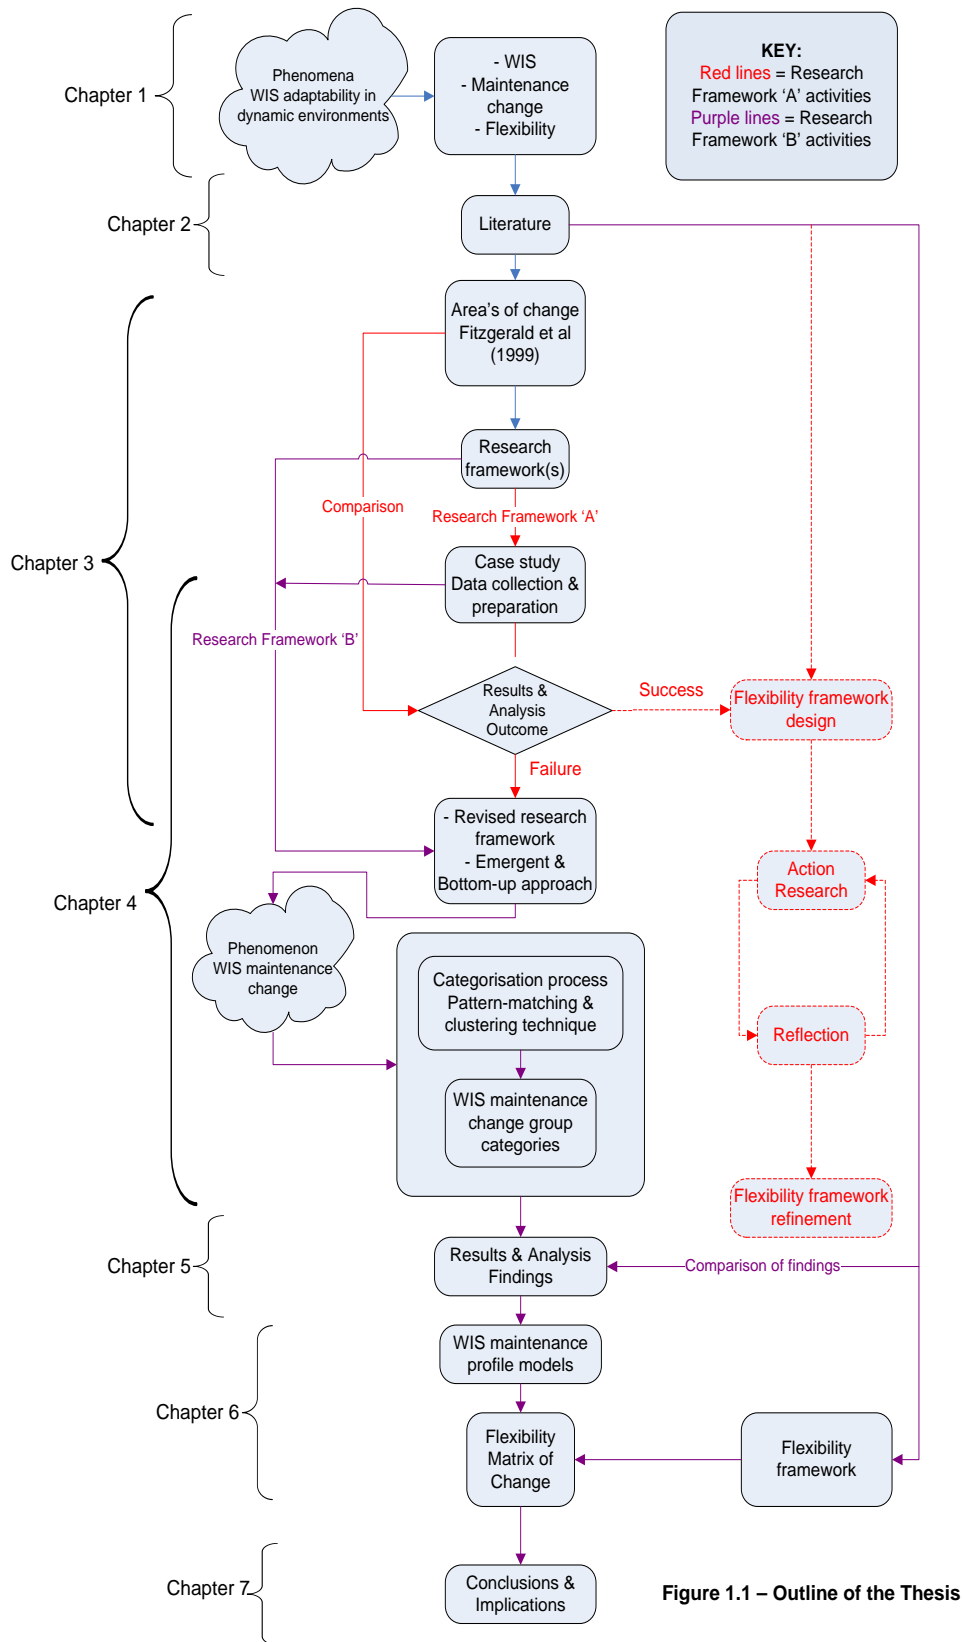 Chapter 1
Phenomena
WIS adaptability in
dynamic environments
- WIS
- Maintenance
change
- Flexibility
KEY:
Red lines = Research
Framework ‘A’ activities
Purple lines = Research
Framework ‘B’ activities
Chapter 2
Literature
Area's of change
Fitzgerald et al
(1999)
Research
framework(s)
Comparison
Research Framework ‘A’
Chapter 3
Case study
Data collection &
preparation
Research Framework ‘B’
Results &
Analysis
Outcome
Success
Flexibility framework
design
Failure
- Revised research
framework
- Emergent &
Bottom-up approach
Action
Research
Chapter 4
Phenomenon
WIS maintenance
change
Categorisation process
Pattern-matching &
clustering technique
Reflection
WIS maintenance
change group
categories
Flexibility framework
refinement
Chapter 5
Results & Analysis
Findings
Comparison of findings
WIS maintenance
profile models
Chapter 6
Flexibility
Matrix of
Change
Flexibility
framework
Chapter 7
Conclusions &
Implications
Figure 1.1 – Outline of the Thesis